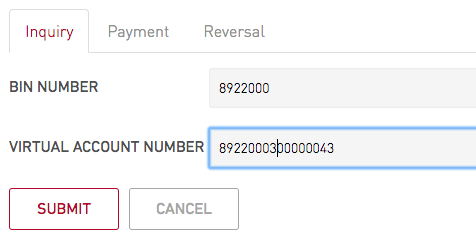 Inquiry Payment Reversal
BIN NUMBER 8922000
VIRTUAL ACCOUNT NUMBER 8922000300000043
SUBMIT CANCEL